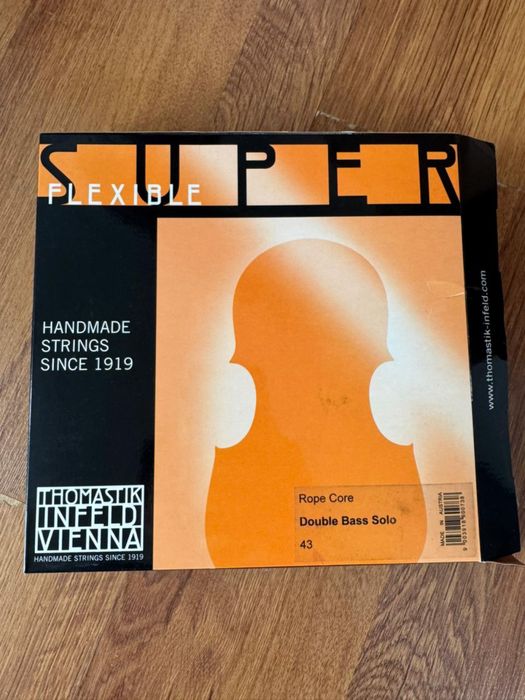 SUPER
FLEXIBLE
HANDMADE
STRINGS
SINCE 1919
www.thomastik-infeld.com
THOMASTIK
INFELD
VIENNA
HANDMADE STRINGS SINCE 1919
Rope Core
Double Bass Solo
43
MADE IN AUSTRIA